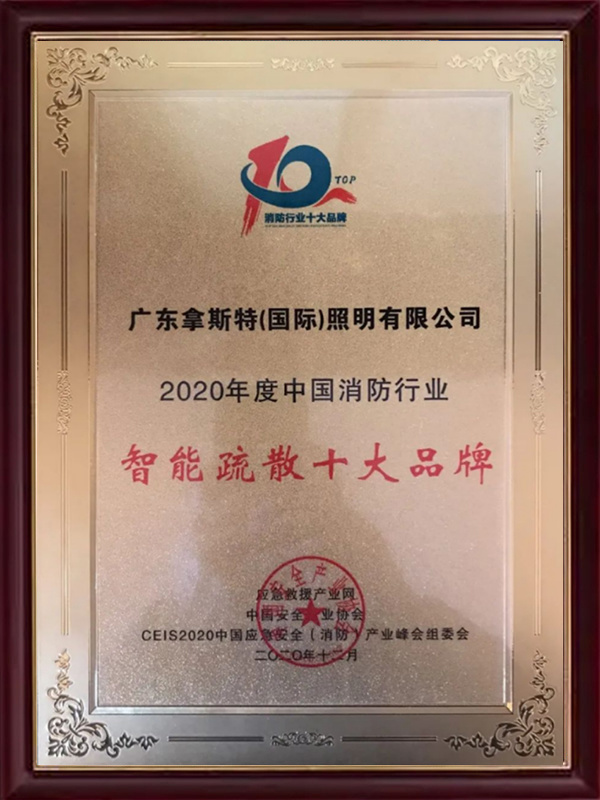 TOP
消防行业十大品牌
广东拿斯特(国际)照明有限公司
2020年度中国消防行业
智能疏散十大品牌
应急救援产业网
中国安全产业协会
CEIS2020中国应急安全(消防)产业峰会组委会
二〇二〇年十二月